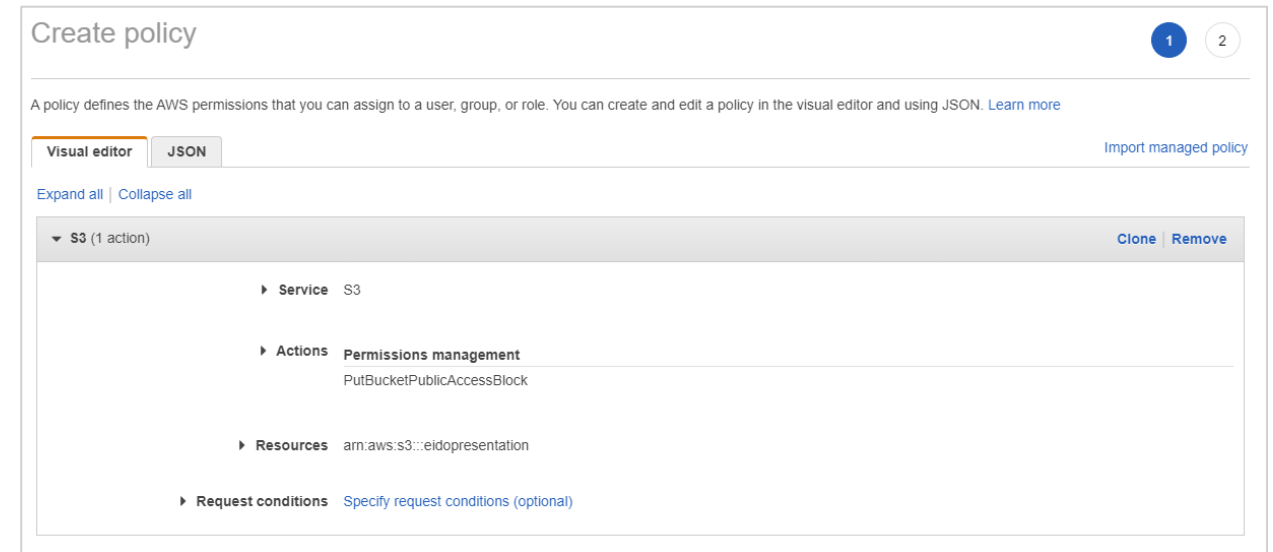 Create policy
1 2
A policy defines the AWS permissions that you can assign to a user, group, or role. You can create and edit a policy in the visual editor and using JSON. Learn more
Visual editor JSON Import managed policy
Expand all Collapse all
S3 (1 action) Clone Remove
Service S3
Actions Permissions management
PutBucketPublicAccessBlock
Resources arn:aws:s3:::eidopresentation
Request conditions Specify request conditions (optional)